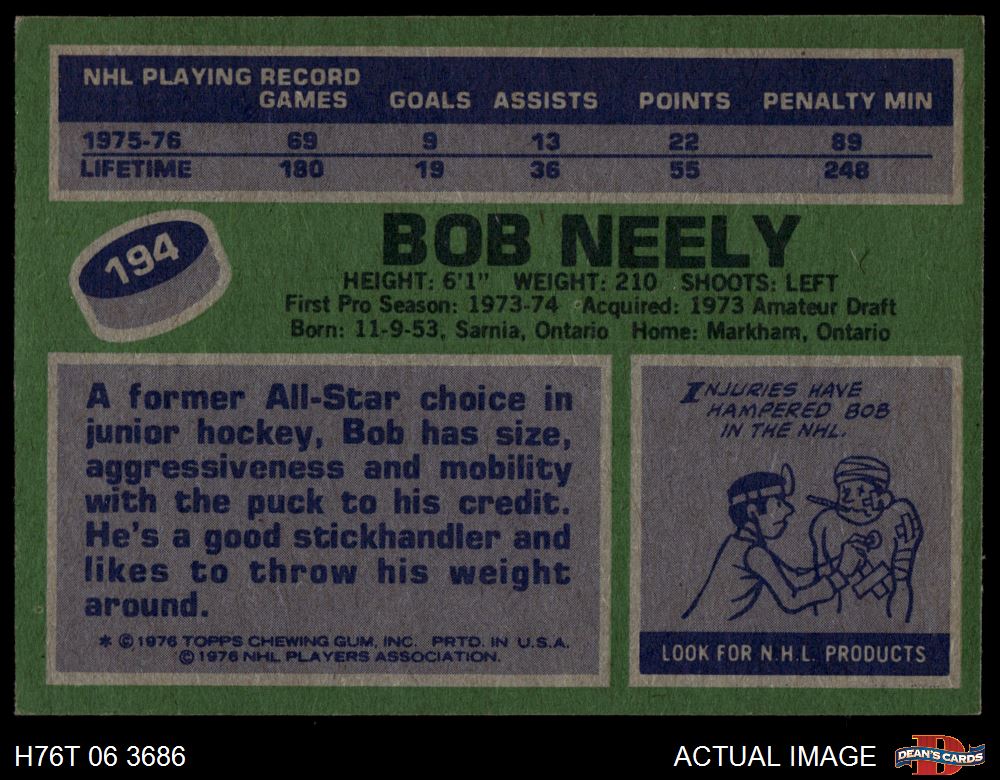 NHL PLAYING RECORD
GAMES GOALS ASSISTS POINTS PENALTY MIN
1975-76 69 9 13 22 89
LIFETIME 180 19 36 55 248
194
BOB NEELY
HEIGHT: 6'1" WEIGHT: 210 SHOOTS: LEFT
First Pro Season: 1973-74 Acquired: 1973 Amateur Draft
Born: 11-9-53, Sarnia, Ontario Home: Markham, Ontario
A former All-Star choice in
junior hockey, Bob has size,
aggressiveness and mobility
with the puck to his credit.
He's a good stickhandler and
likes to throw his weight
around.
* © 1976 TOPPS CHEWING GUM, INC. PRTD. IN U.S.A.
© 1976 NHL PLAYERS ASSOCIATION.
INJURIES HAVE
HAMPERED BOB
IN THE NHL.
LOOK FOR N.H.L. PRODUCTS
H76T 06 3686
ACTUAL IMAGE
D
DEAN'S CARDS